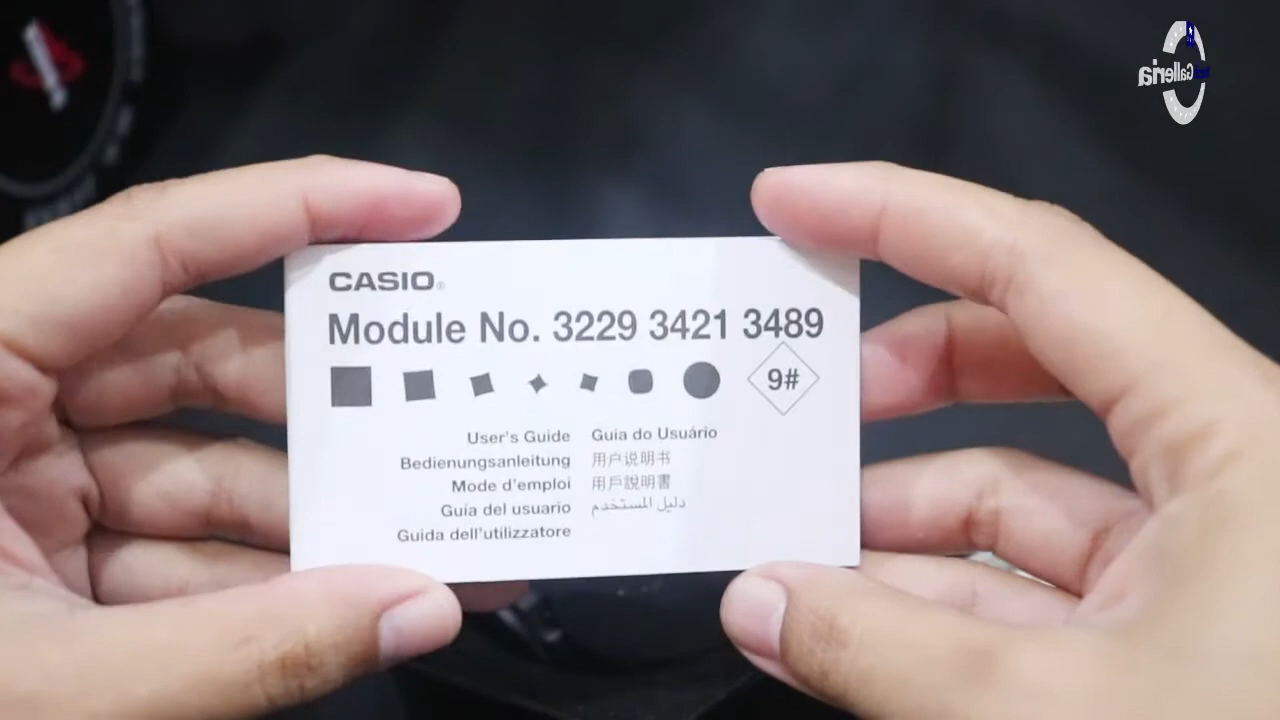 CASIO®
Module No. 3229 3421 3489
9#
User's Guide
Bedienungsanleitung
Mode d'emploi
Guía del usuario
Guida dell'utilizzatore
Guia do Usuário
用户说明书
用戶說明書
دليل المستخدم
Galleria